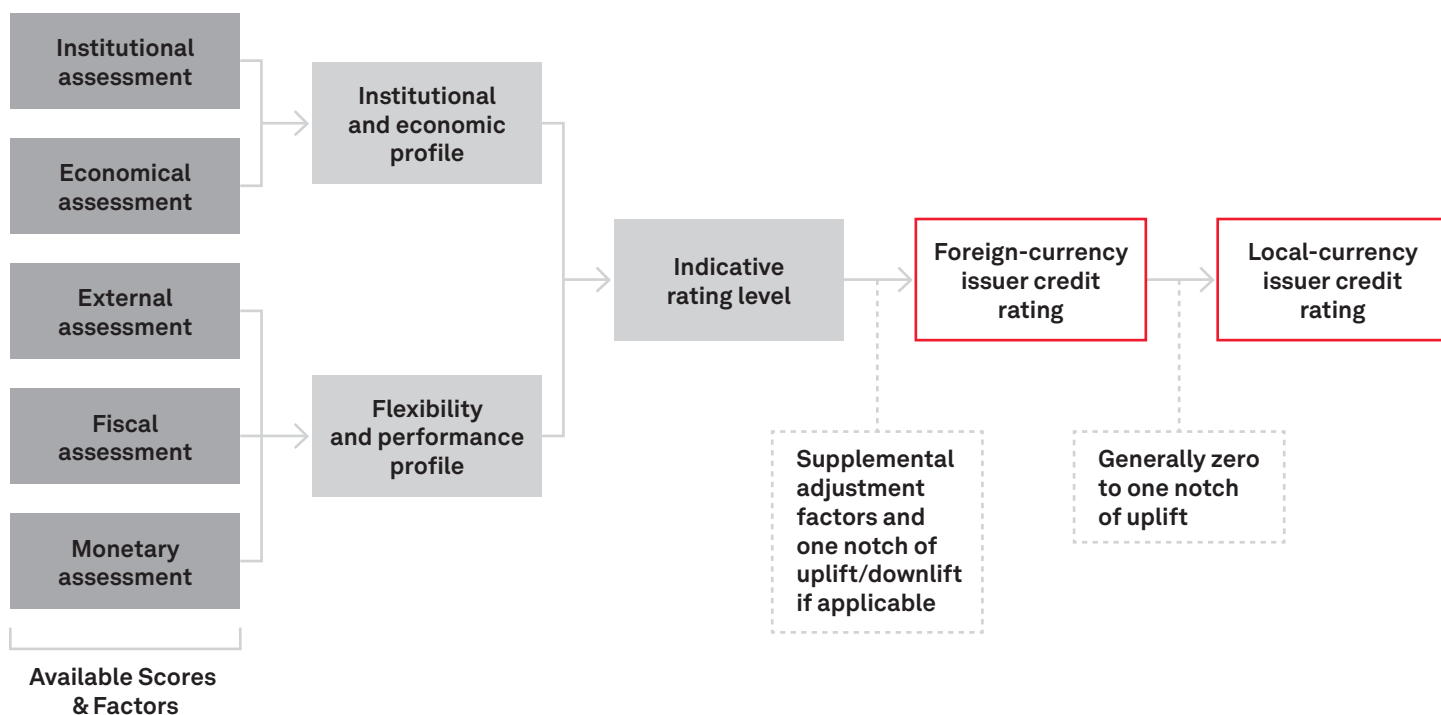 Institutional
assessment
Economical
assessment
External
assessment
Fiscal
assessment
Monetary
assessment
Available Scores
& Factors
Institutional
and economic
profile
Flexibility
and performance
profile
Indicative
rating level
Foreign-currency
issuer credit
rating
Local-currency
issuer credit
rating
Supplemental
adjustment
factors and
one notch of
uplift/downlift
if applicable
Generally zero
to one notch
of uplift